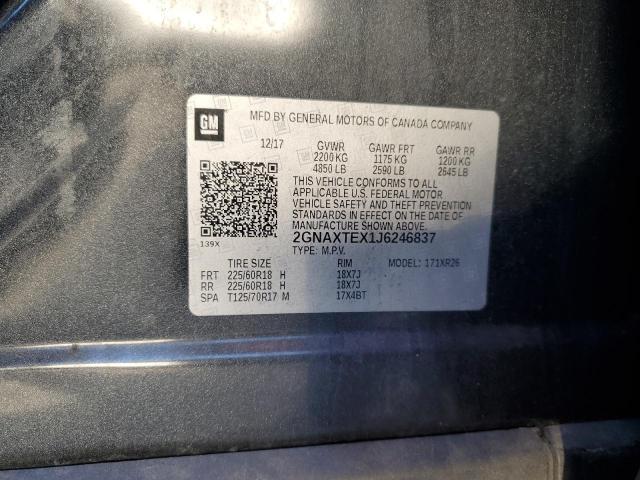 GM
MFD BY GENERAL MOTORS OF CANADA COMPANY
12/17 GVWR GAWR FRT GAWR RR
2200 KG 1175 KG 1200 KG
4850 LB 2590 LB 2645 LB
THIS VEHICLE CONFORMS TO ALL
APPLICABLE U.S. FEDERAL MOTOR
VEHICLE SAFETY AND THEFT PREVENTION
STANDARDS IN EFFECT ON THE DATE OF
MANUFACTURE SHOWN ABOVE.
2GNAXTEX1J6246837
139X TYPE: M.P.V.
TIRE SIZE RIM MODEL: 171XR26
FRT 225/60R18 H 18X7J
RR 225/60R18 H 18X7J
SPA T125/70R17 M 17X4BT